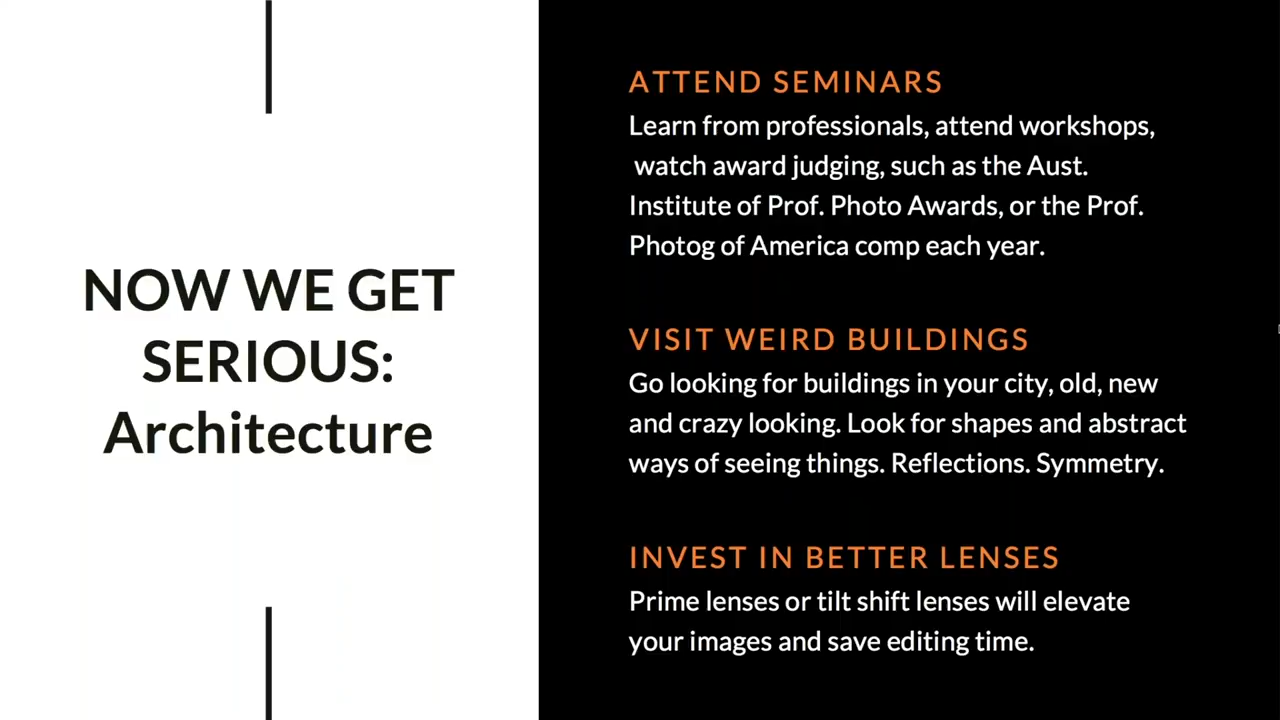 NOW WE GET
SERIOUS:
Architecture
ATTEND SEMINARS
Learn from professionals, attend workshops,
watch award judging, such as the Aust.
Institute of Prof. Photo Awards, or the Prof.
Photog of America comp each year.
VISIT WEIRD BUILDINGS
Go looking for buildings in your city, old, new
and crazy looking. Look for shapes and abstract
ways of seeing things. Reflections. Symmetry.
INVEST IN BETTER LENSES
Prime lenses or tilt shift lenses will elevate
your images and save editing time.